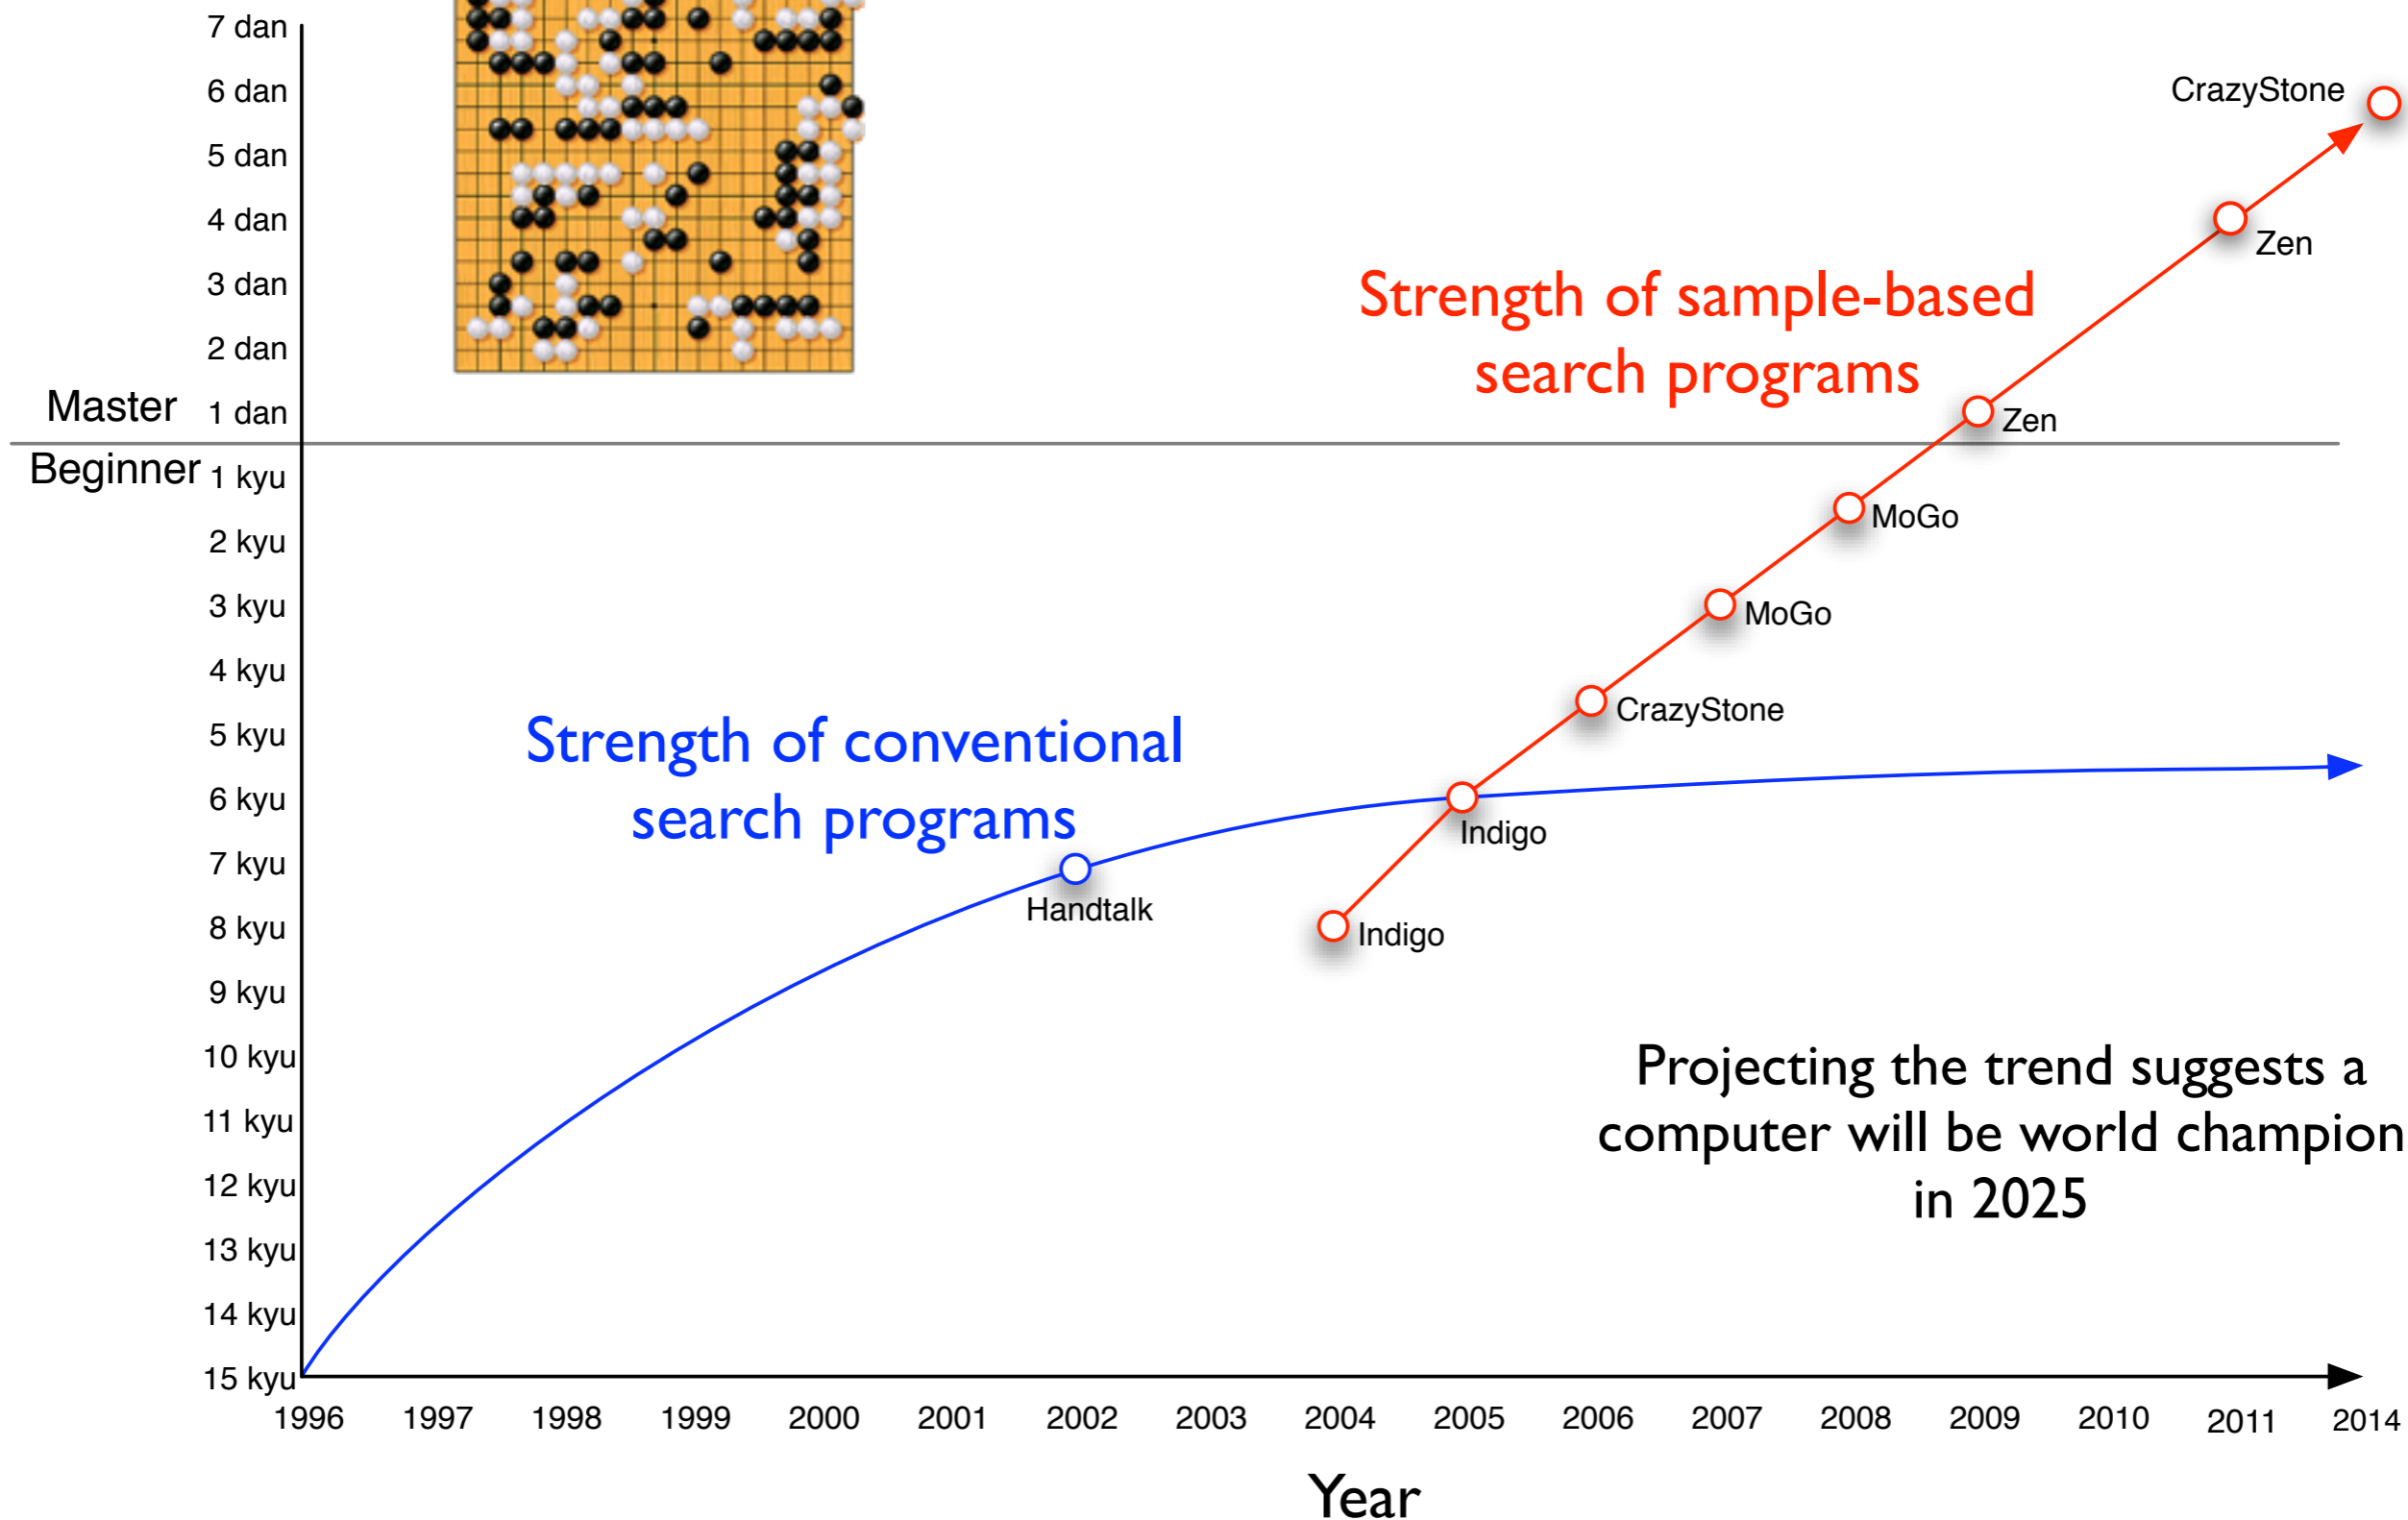 7 dan
6 dan
5 dan
4 dan
3 dan
2 dan
Master 1 dan
Beginner 1 kyu
2 kyu
3 kyu
4 kyu
5 kyu
6 kyu
7 kyu
8 kyu
9 kyu
10 kyu
11 kyu
12 kyu
13 kyu
14 kyu
15 kyu
CrazyStone
Zen
Strength of sample-based
search programs
Zen
MoGo
MoGo
CrazyStone
Strength of conventional
search programs
Indigo
Handtalk
Indigo
Projecting the trend suggests a
computer will be world champion
in 2025
1996 1997 1998 1999 2000 2001 2002 2003 2004 2005 2006 2007 2008 2009 2010 2011 2014
Year